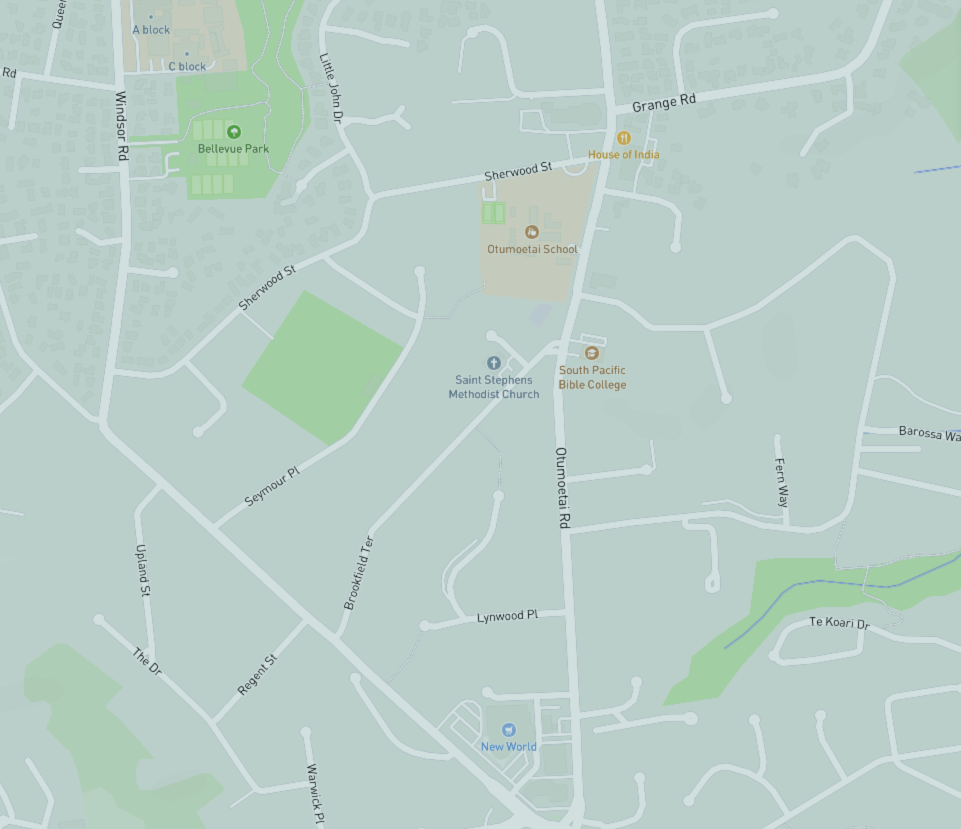 Queen
A block
C block
Rd
Little John Dr
Windsor Rd
Grange Rd
Bellevue Park
House of India
Sherwood St
Otumoetai School
Sherwood St
South Pacific
Bible College
Saint Stephens
Methodist Church
Barossa Wa
Seymour Pl
Otumoetai Rd
Fern Way
Upland St
Brookfield Ter
Lynwood Pl
Te Koari Dr
The Dr
Regent St
New World
Warwick Pl